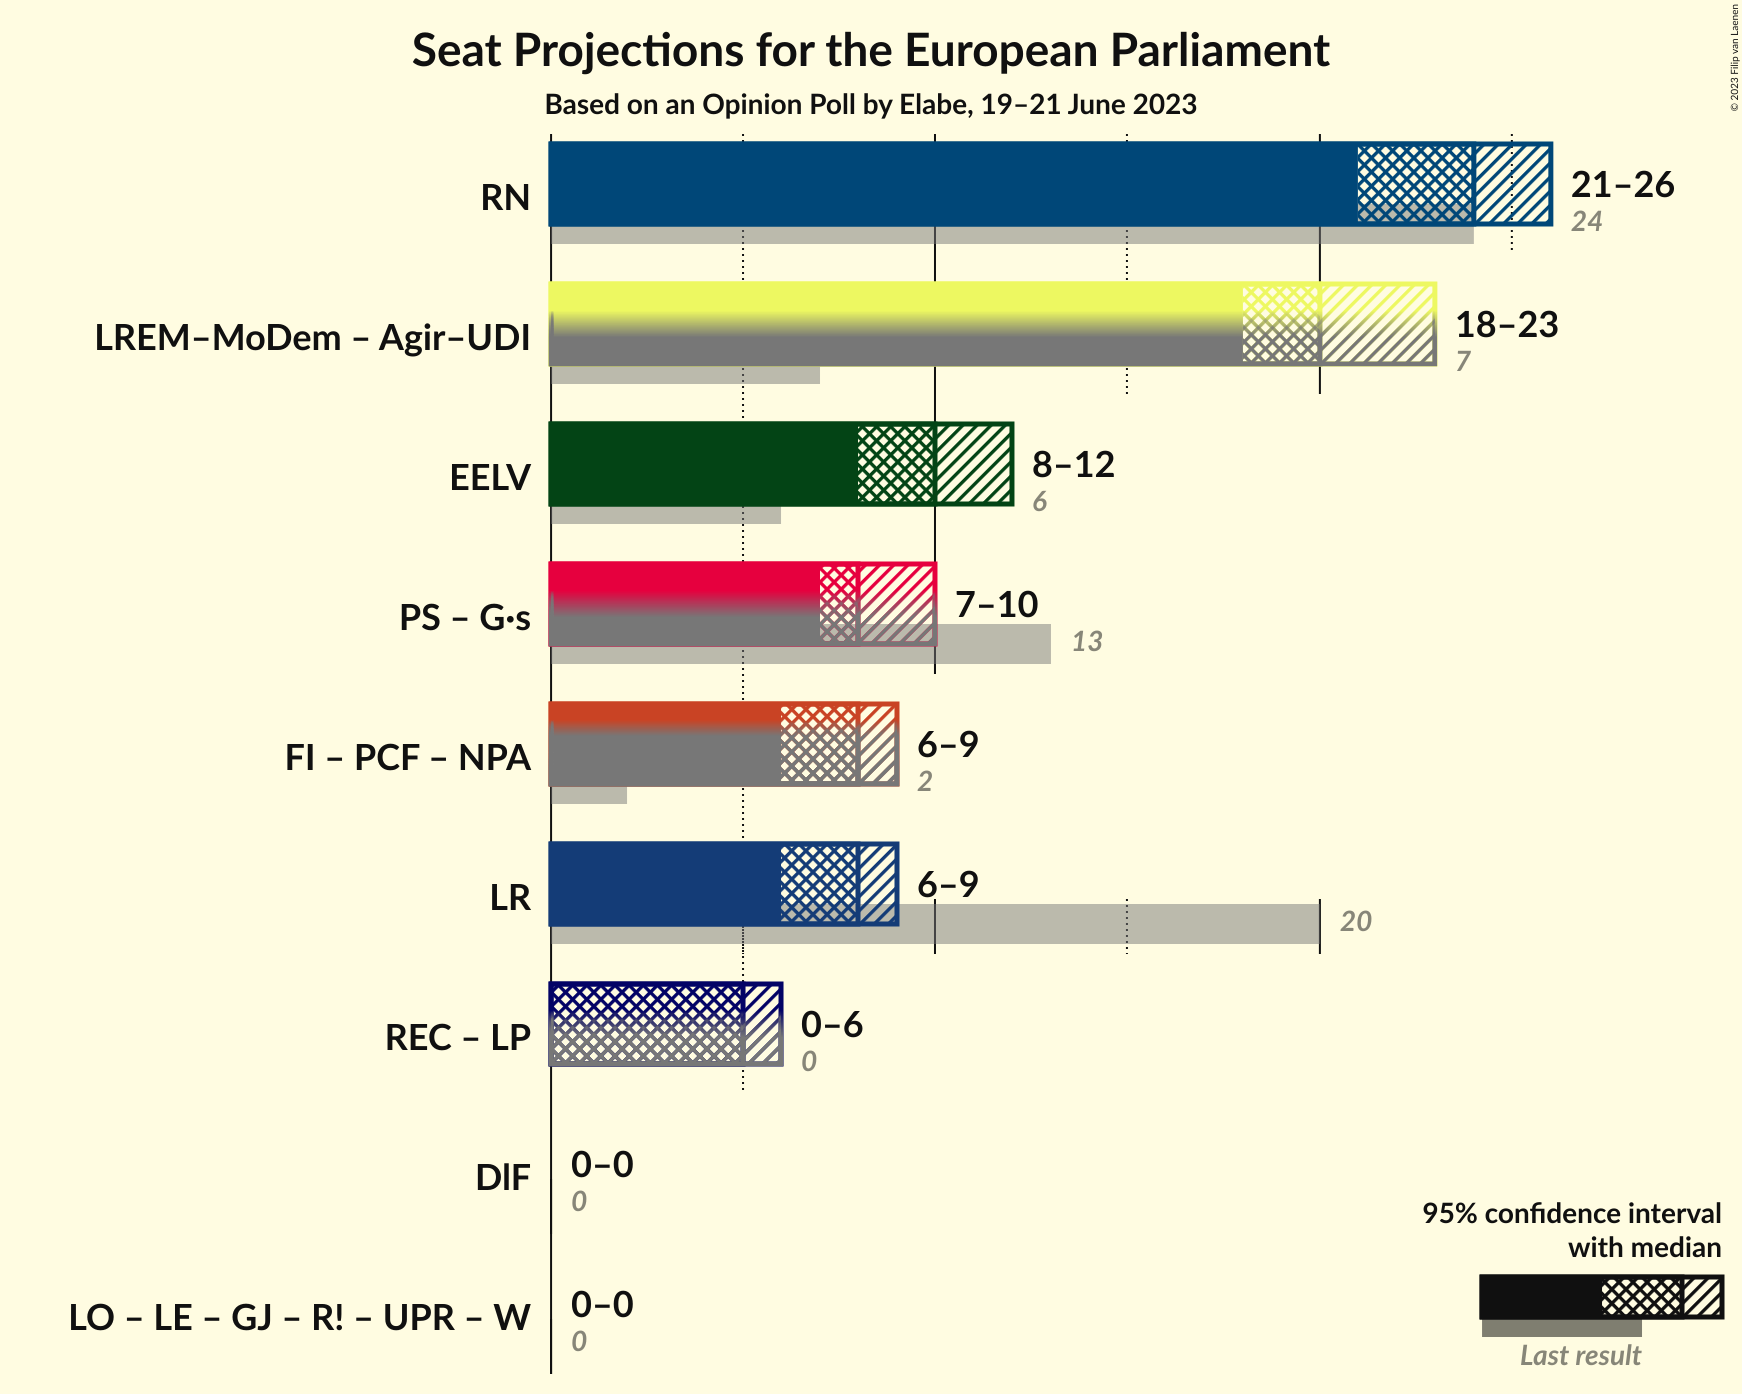 Seat Projections for the European Parliament
Based on an Opinion Poll by Elabe, 19–21 June 2023
© 2023 Filip van Laenen
RN
21–26
24
LREM–MoDem – Agir–UDI
18–23
7
EELV
8–12
6
PS – G·s
7–10
13
FI – PCF – NPA
6–9
2
LR
6–9
20
REC – LP
0–6
0
DlF
0–0
0
LO – LE – GJ – R! – UPR – W
0–0
0
95% confidence interval
with median
Last result